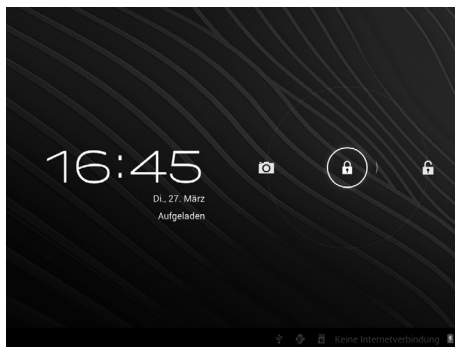 16:45
Di., 27. März
Aufgeladen
Keine Internetverbindung